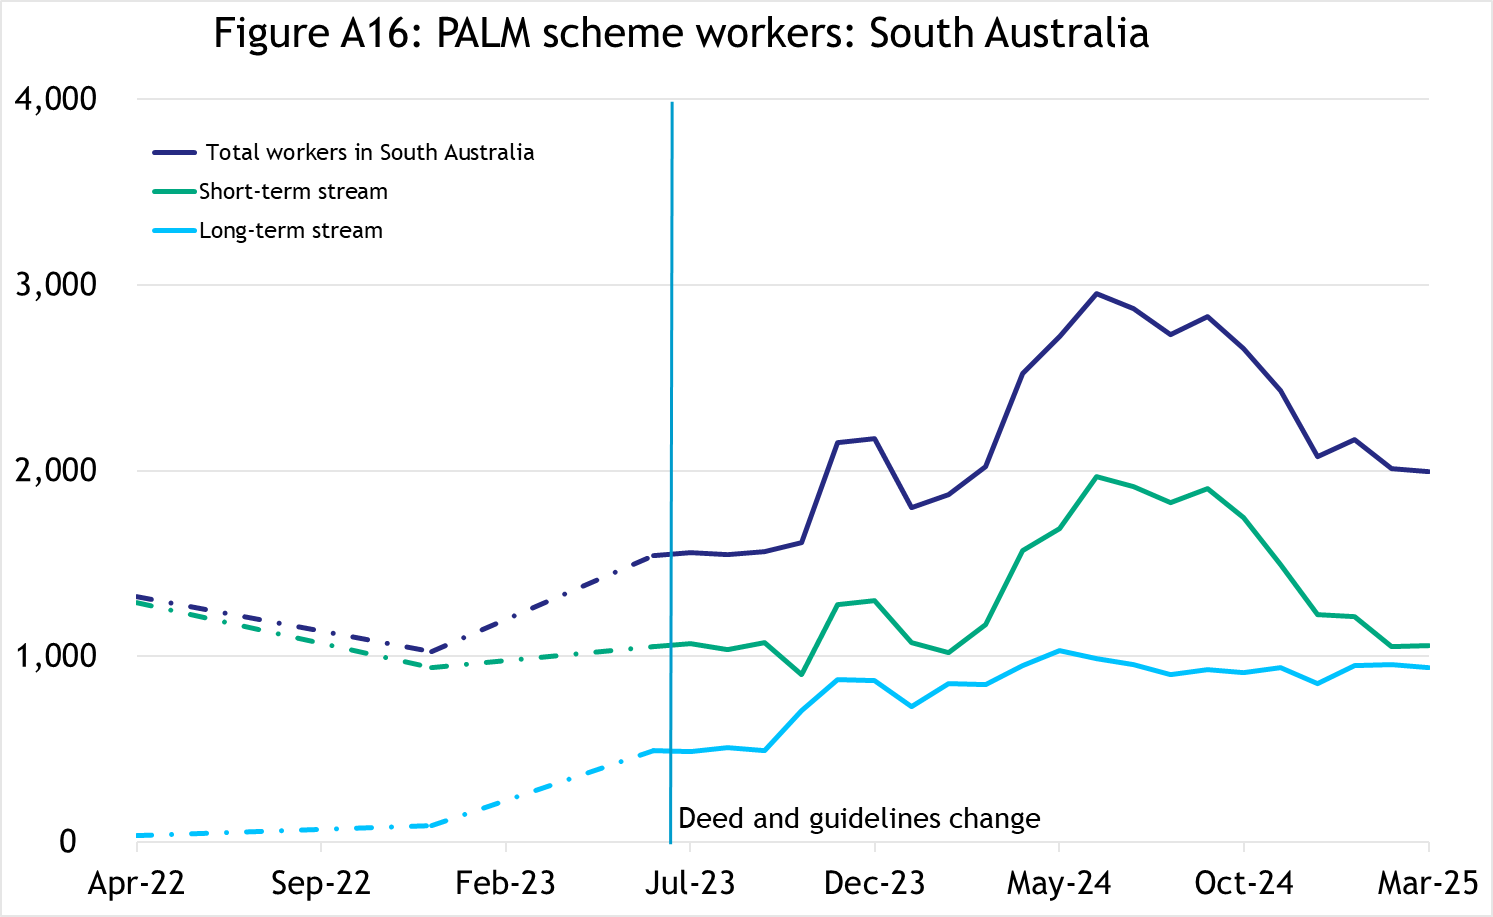 Figure A16: PALM scheme workers: South Australia
4,000
Total workers in South Australia
Short-term stream
Long-term stream
3,000
2,000
1,000
Deed and guidelines change
0
Apr-22 Sep-22 Feb-23 Jul-23 Dec-23 May-24 Oct-24 Mar-25